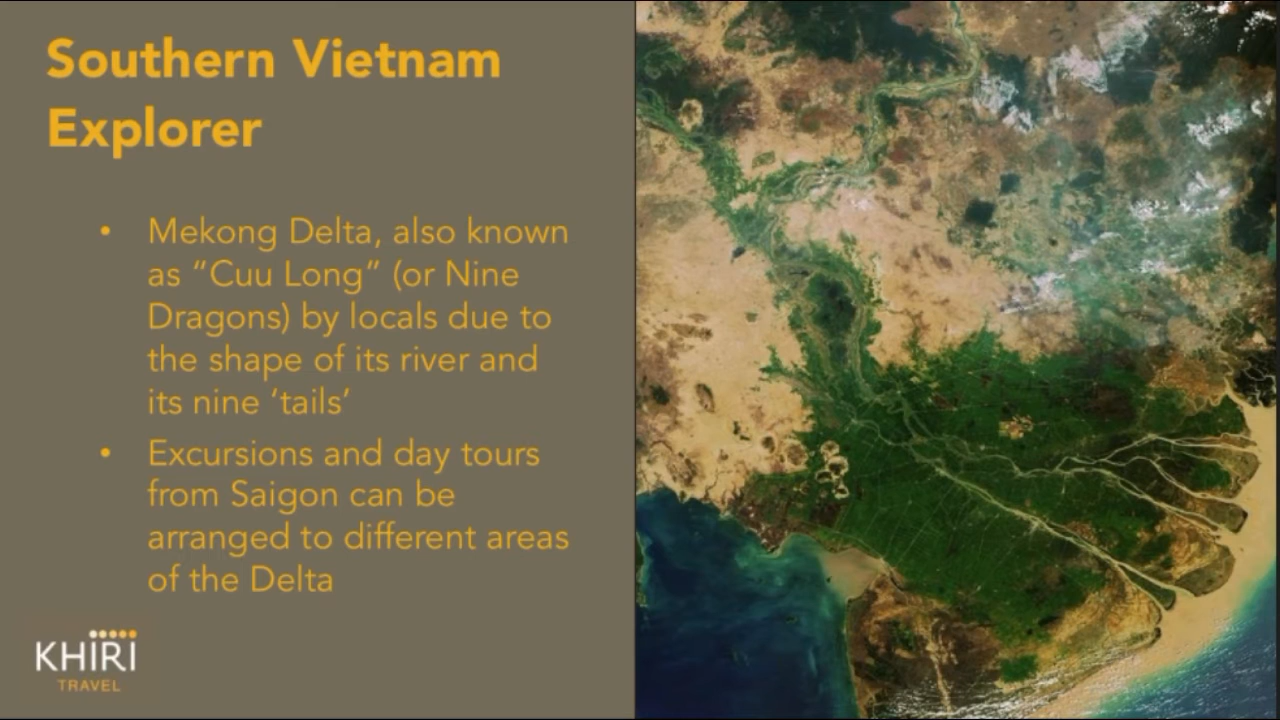 Southern Vietnam
Explorer
• Mekong Delta, also known
as “Cuu Long” (or Nine
Dragons) by locals due to
the shape of its river and
its nine ‘tails’
• Excursions and day tours
from Saigon can be
arranged to different areas
of the Delta
KHIRI
TRAVEL